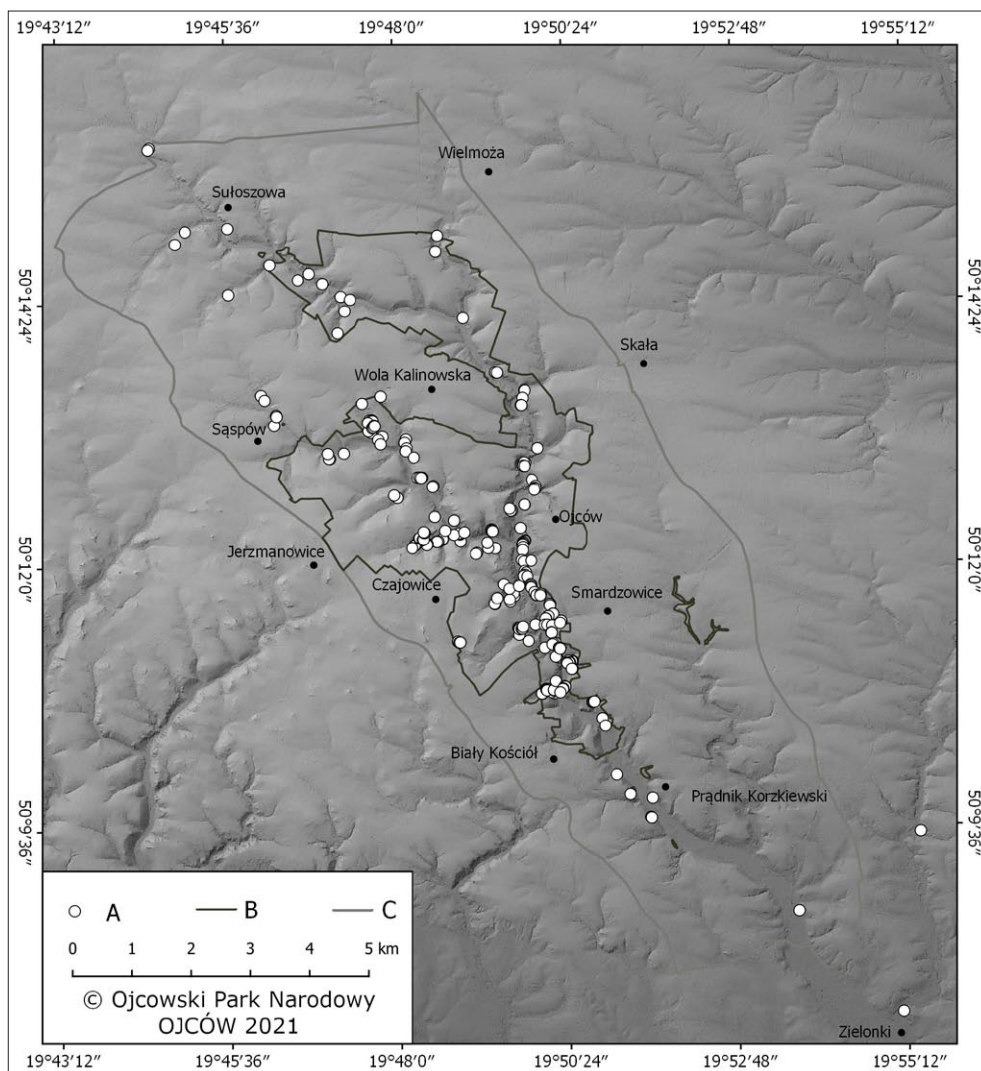 19°43’12’’ 19°45’36’’ 19°48’0’’ 19°50’24’’ 19°52’48’’ 19°55’12’’
Wielmoża
Sułoszowa
50°14’24’’ 50°14’24’’
Skała
Wola Kalinowska
Sąspów
Ojców
Jerzmanowice
50°12’0’’ 50°12’0’’
Czajowice
Smardzowice
Biały Kościół
Prądnik Korzkiewski
50°9’36’’ 50°9’36’’
A B C
0 1 2 3 4 5 km
© Ojcowski Park Narodowy
OJCÓW 2021
Zielonki
19°43’12’’ 19°45’36’’ 19°48’0’’ 19°50’24’’ 19°52’48’’ 19°55’12’’